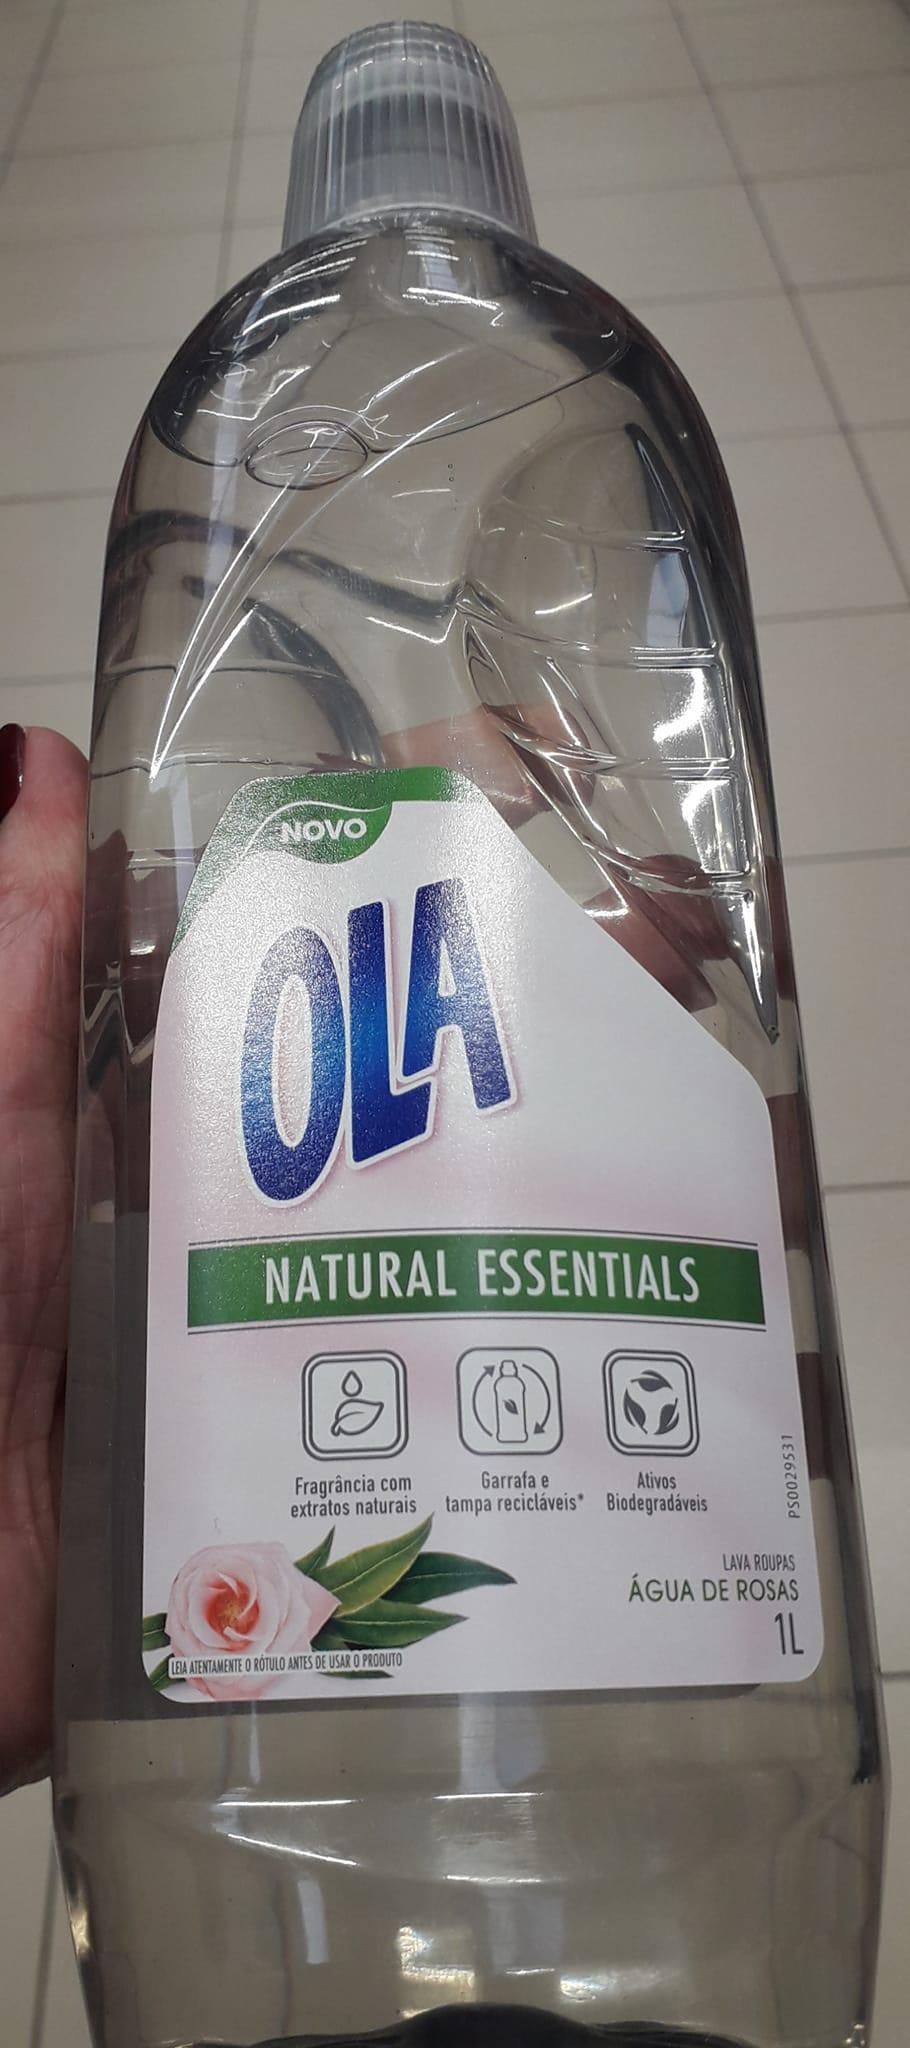 NOVO
OLA
NATURAL ESSENTIALS
Fragrância com
extratos naturais
Garrafa e
tampa recicláveis*
Ativos
Biodegradáveis
PS0029531
LAVA ROUPAS
ÁGUA DE ROSAS
1L
LEIA ATENTAMENTE O RÓTULO ANTES DE USAR O PRODUTO